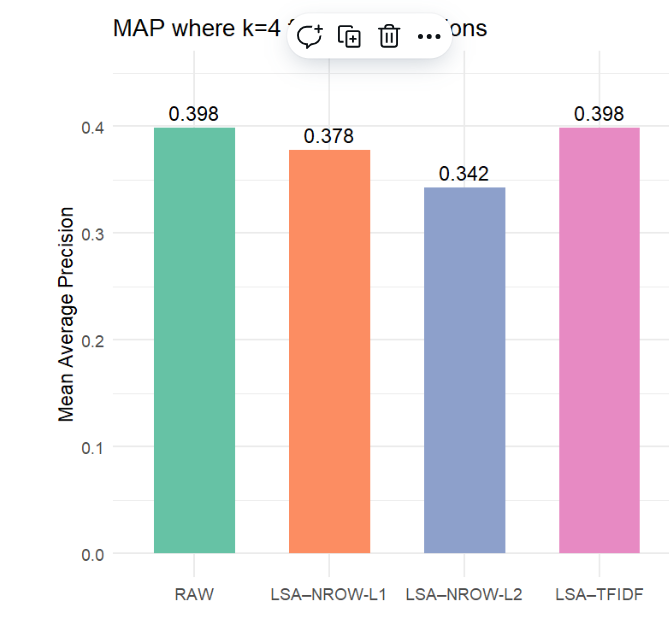 MAP where k=4
0.398
0.378
0.342
0.398
Mean Average Precision
0.4
0.3
0.2
0.1
0.0
RAW
LSA–NROW-L1
LSA–NROW-L2
LSA–TFIDF